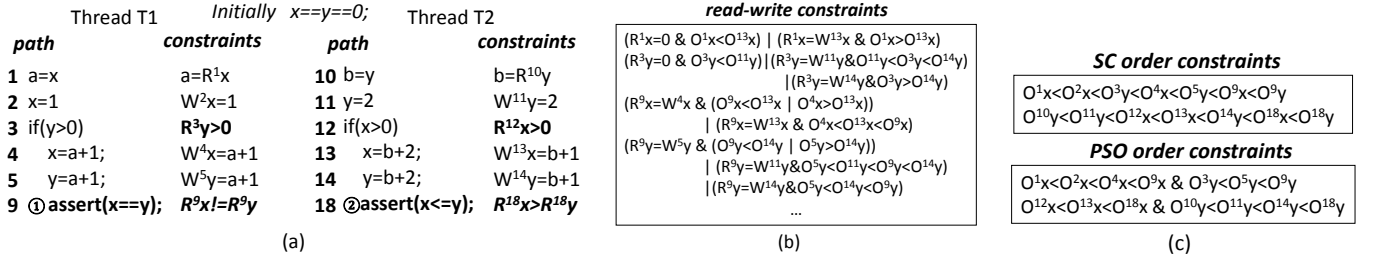 Thread T1 Initially x==y==0; Thread T2
path constraints path constraints
1 a=x a=R¹x 10 b=y b=R¹⁰y
2 x=1 W²x=1 11 y=2 W¹¹y=2
3 if(y>0) R³y>0 12 if(x>0) R¹²x>0
4 x=a+1; W⁴x=a+1 13 x=b+2; W¹³x=b+1
5 y=a+1; W⁵y=a+1 14 y=b+2; W¹⁴y=b+1
9 ①assert(x==y); R⁹x!=R⁹y 18 ②assert(x<=y); R¹⁸x>R¹⁸y
(a)
read-write constraints
(R¹x=0 & O¹x<O¹³x) | (R¹x=W¹³x & O¹x>O¹³x)
(R³y=0 & O³y<O¹¹y)|(R³y=W¹¹y&O¹¹y<O³y<O¹⁴y)
|(R³y=W¹⁴y&O³y>O¹⁴y)
(R⁹x=W⁴x & (O⁹x<O¹³x | O⁴x>O¹³x))
| (R⁹x=W¹³x & O⁴x<O¹³x<O⁹x)
(R⁹y=W⁵y & (O⁹y<O¹⁴y | O⁵y>O¹⁴y))
| (R⁹y=W¹¹y&O⁵y<O¹¹y<O⁹y<O¹⁴y)
|(R⁹y=W¹⁴y&O⁵y<O¹⁴y<O⁹y)
...
(b)
SC order constraints
O¹x<O²x<O³y<O⁴x<O⁵y<O⁹x<O⁹y
O¹⁰y<O¹¹y<O¹²x<O¹³x<O¹⁴y<O¹⁸x<O¹⁸y
PSO order constraints
O¹x<O²x<O⁴x<O⁹x & O³y<O⁵y<O⁹y
O¹²x<O¹³x<O¹⁸x & O¹⁰y<O¹¹y<O¹⁴y<O¹⁸y
(c)